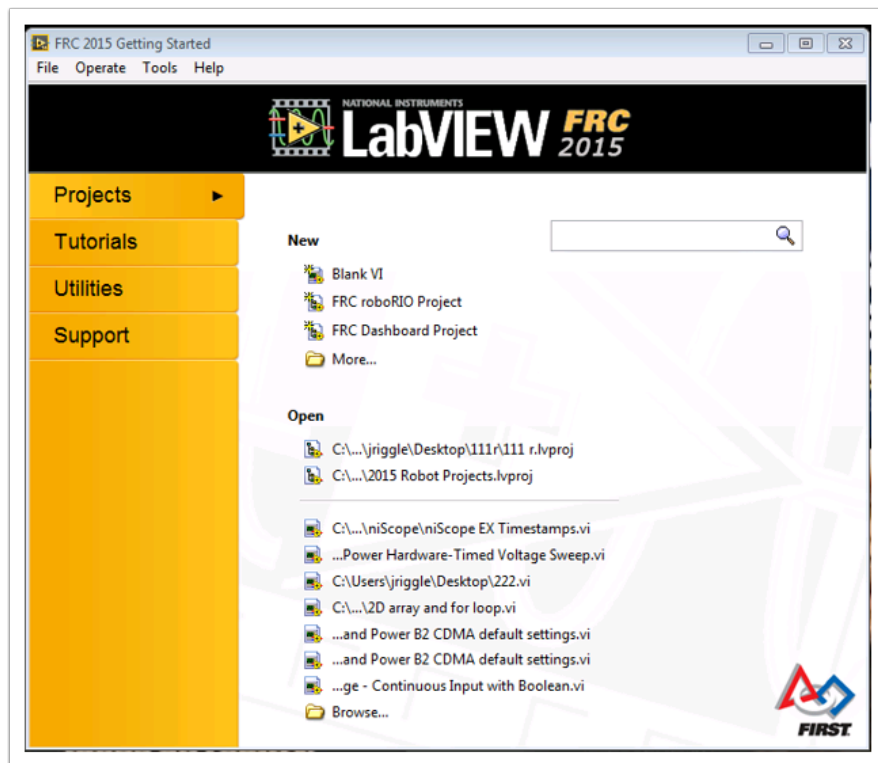 FRC 2015 Getting Started
File Operate Tools Help
NATIONAL INSTRUMENTS
LabVIEW FRC
2015
Projects
Tutorials
Utilities
Support
New
Blank VI
FRC roboRIO Project
FRC Dashboard Project
More...
Open
C:\...\jriggle\Desktop\111r\111 r.lvproj
C:\...\2015 Robot Projects.lvproj
C:\...\niScope\niScope EX Timestamps.vi
...Power Hardware-Timed Voltage Sweep.vi
C:\Users\jriggle\Desktop\222.vi
C:\...\2D array and for loop.vi
...and Power B2 CDMA default settings.vi
...and Power B2 CDMA default settings.vi
...ge - Continuous Input with Boolean.vi
Browse...
FIRST